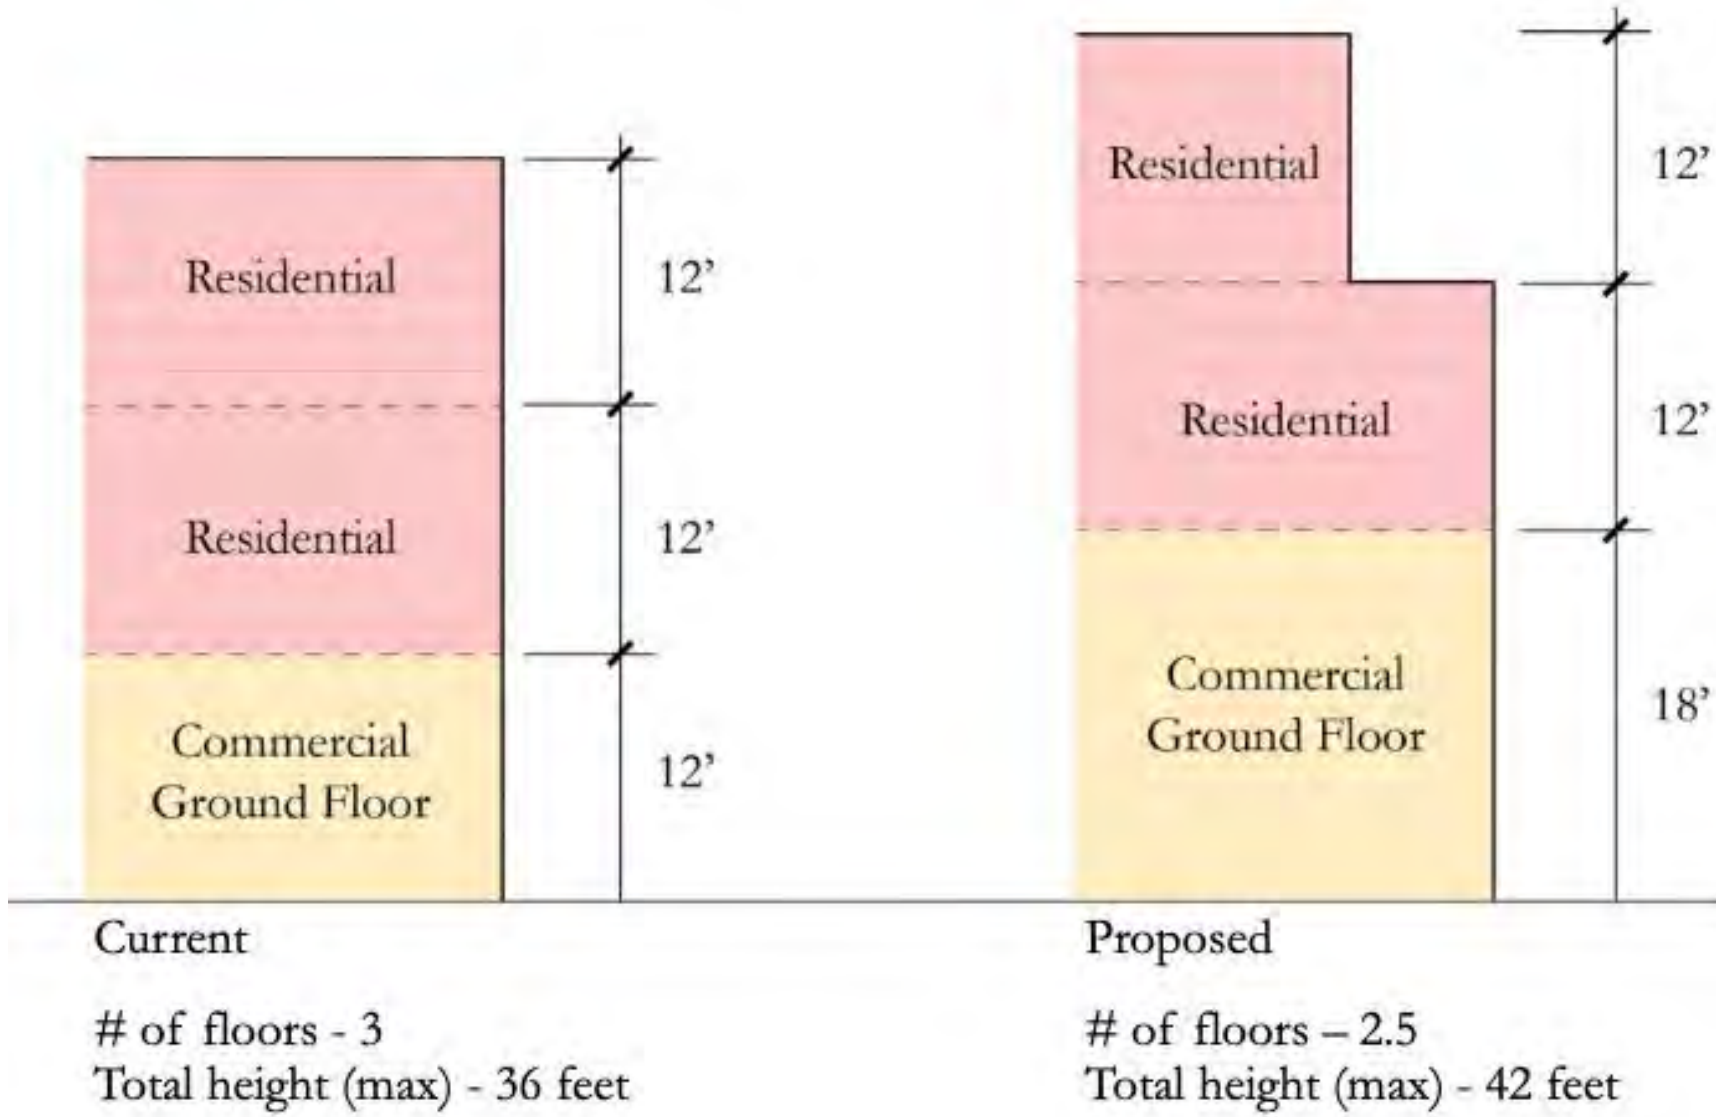 Residential
12’
Residential
12’
Commercial
Ground Floor
12’
Current
# of floors - 3
Total height (max) - 36 feet
Residential
12’
Residential
12’
Commercial
Ground Floor
18’
Proposed
# of floors – 2.5
Total height (max) - 42 feet